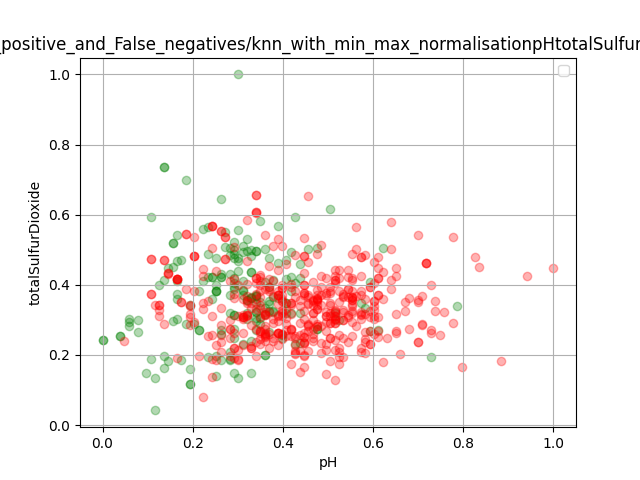 _positive_and_False_negatives/knn_with_min_max_normalisationpHtotalSulfur
1.0
0.8
0.6
0.4
0.2
0.0
totalSulfurDioxide
0.0 0.2 0.4 0.6 0.8 1.0
pH